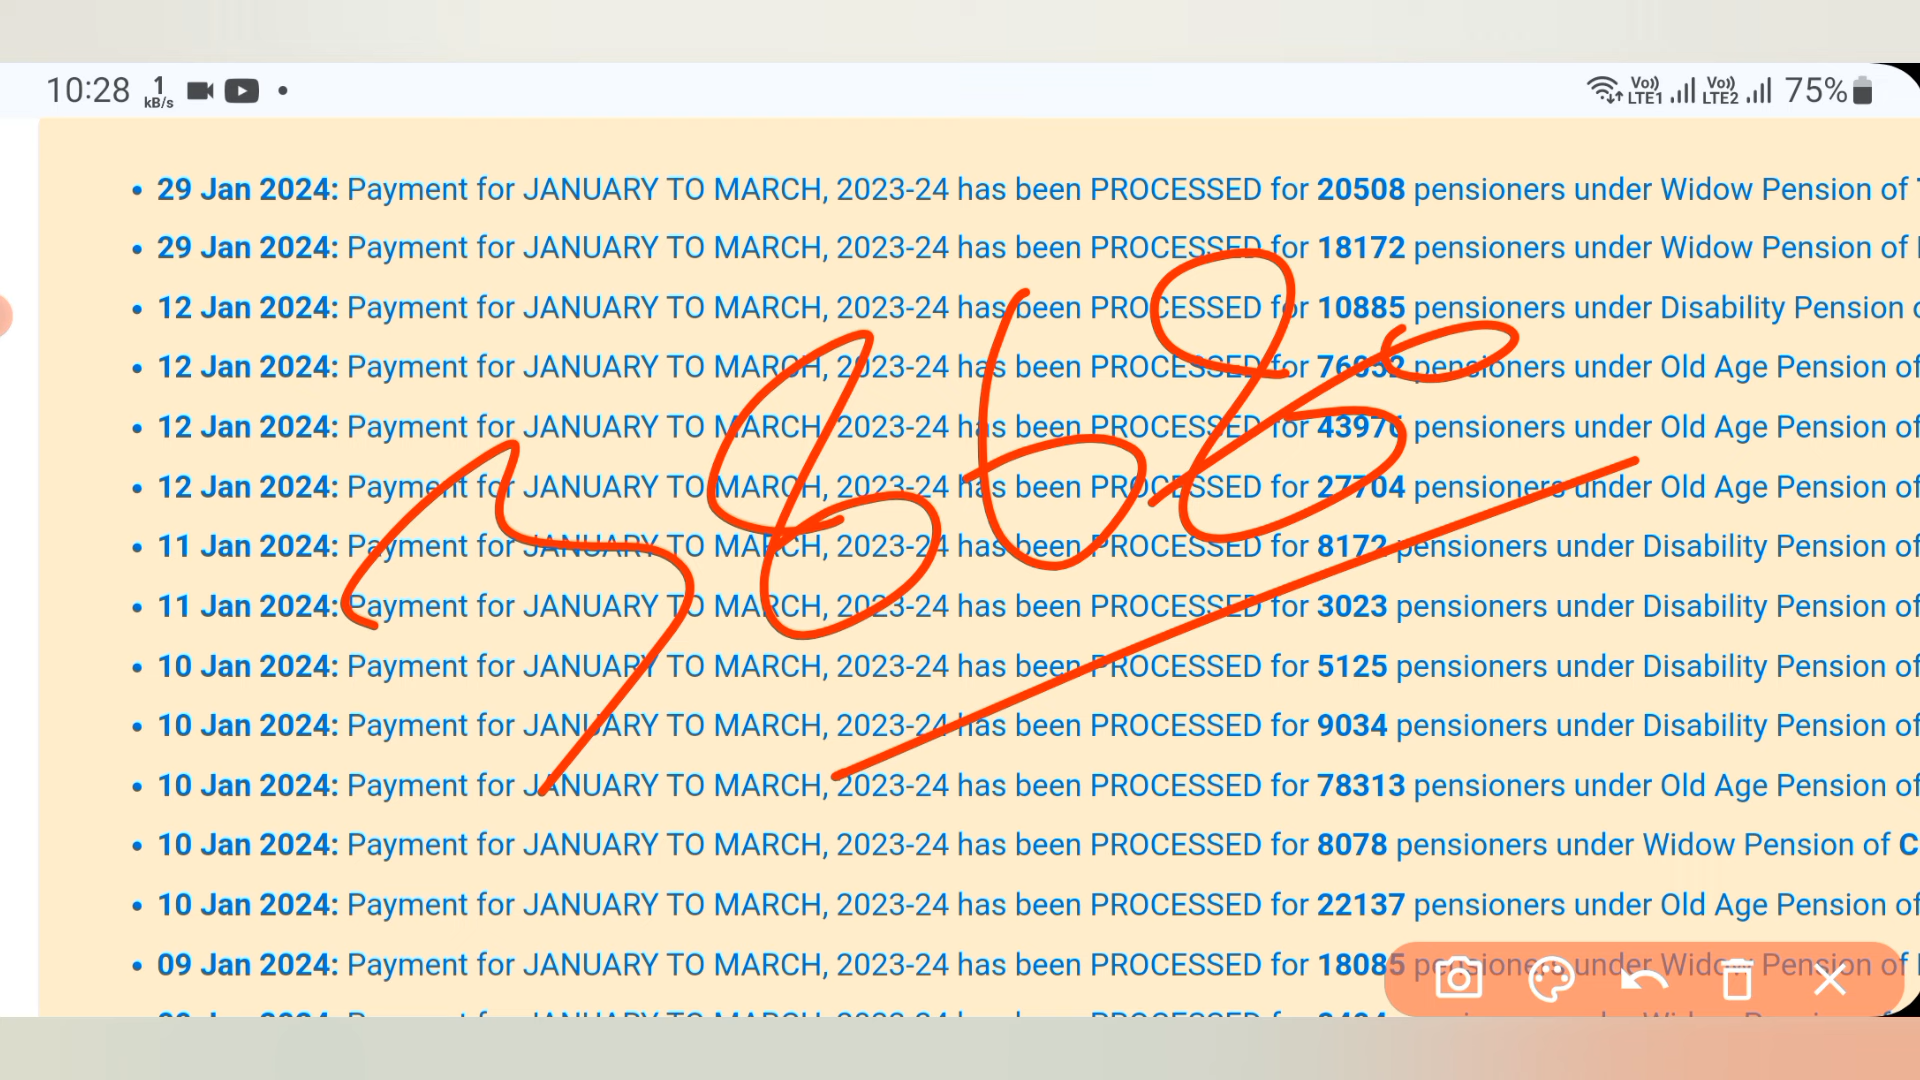 10:28 1 kB/s Vo)) LTE1 Vo)) LTE2 75%
• 29 Jan 2024: Payment for JANUARY TO MARCH, 2023-24 has been PROCESSED for 20508 pensioners under Widow Pension of
• 29 Jan 2024: Payment for JANUARY TO MARCH, 2023-24 has been PROCESSED for 18172 pensioners under Widow Pension of
• 12 Jan 2024: Payment for JANUARY TO MARCH, 2023-24 has been PROCESSED for 10885 pensioners under Disability Pension
• 12 Jan 2024: Payment for JANUARY TO MARCH, 2023-24 has been PROCESSED for pensioners under Old Age Pension of
• 12 Jan 2024: Payment for JANUARY TO MARCH, 2023-24 has been PROCESSED for 43976 pensioners under Old Age Pension of
• 12 Jan 2024: Payment for JANUARY TO MARCH, 2023-24 has been PROCESSED for 27704 pensioners under Old Age Pension of
• 11 Jan 2024: Payment for JANUARY TO MARCH, 2023-24 has been PROCESSED for 8172 pensioners under Disability Pension of
• 11 Jan 2024: Payment for JANUARY TO MARCH, 2023-24 has been PROCESSED for 3023 pensioners under Disability Pension of
• 10 Jan 2024: Payment for JANUARY TO MARCH, 2023-24 has been PROCESSED for 5125 pensioners under Disability Pension of
• 10 Jan 2024: Payment for JANUARY TO MARCH, 2023-24 has been PROCESSED for 9034 pensioners under Disability Pension of
• 10 Jan 2024: Payment for JANUARY TO MARCH, 2023-24 has been PROCESSED for 78313 pensioners under Old Age Pension of
• 10 Jan 2024: Payment for JANUARY TO MARCH, 2023-24 has been PROCESSED for 8078 pensioners under Widow Pension of C
• 10 Jan 2024: Payment for JANUARY TO MARCH, 2023-24 has been PROCESSED for 22137 pensioners under Old Age Pension of
• 09 Jan 2024: Payment for JANUARY TO MARCH, 2023-24 has been PROCESSED for 18085 pensioners under Widow Pension of